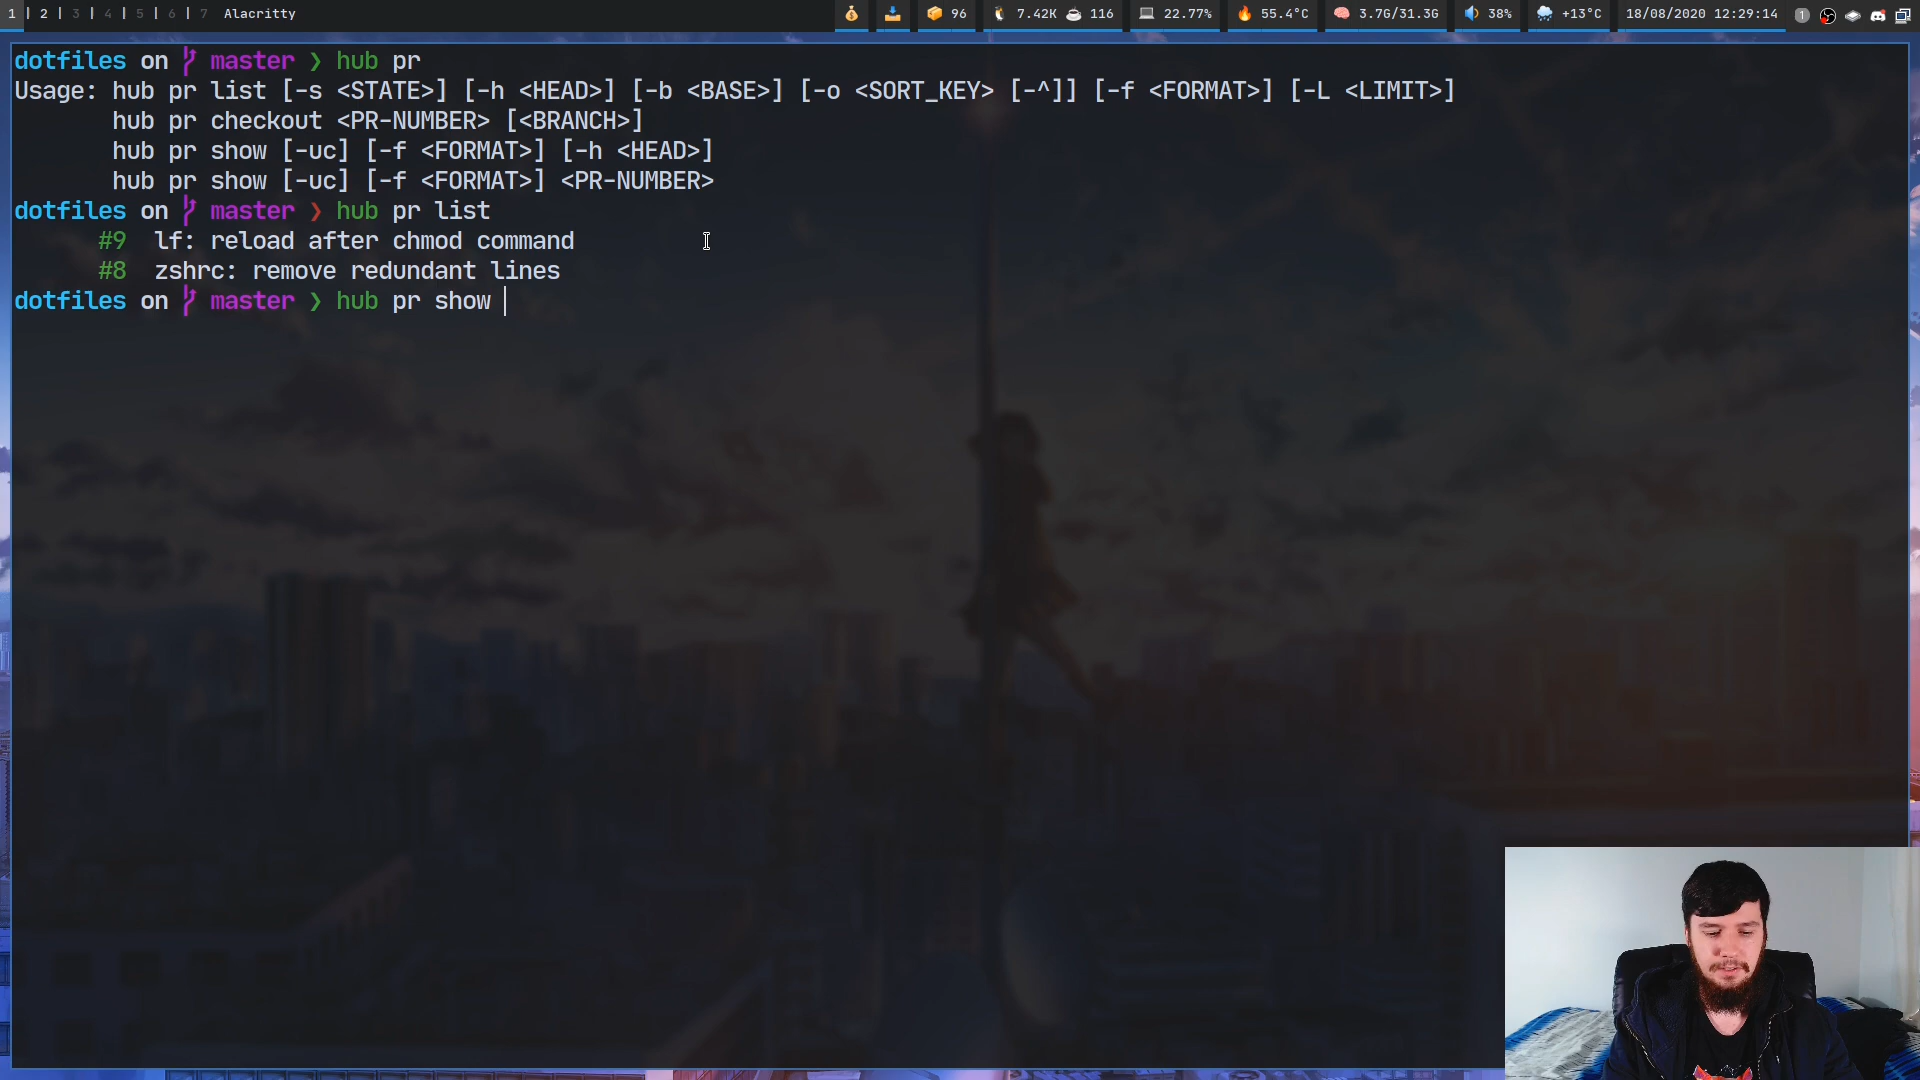 1 | 2 | 3 | 4 | 5 | 6 | 7 Alacritty 96 7.42K 116 22.77% 55.4°C 3.7G/31.3G 38% +13°C 18/08/2020 12:29:14 1
dotfiles on master ❯ hub pr
Usage: hub pr list [-s <STATE>] [-h <HEAD>] [-b <BASE>] [-o <SORT_KEY> [-^]] [-f <FORMAT>] [-L <LIMIT>]
hub pr checkout <PR-NUMBER> [<BRANCH>]
hub pr show [-uc] [-f <FORMAT>] [-h <HEAD>]
hub pr show [-uc] [-f <FORMAT>] <PR-NUMBER>
dotfiles on master ❯ hub pr list
#9 lf: reload after chmod command
#8 zshrc: remove redundant lines
dotfiles on master ❯ hub pr show